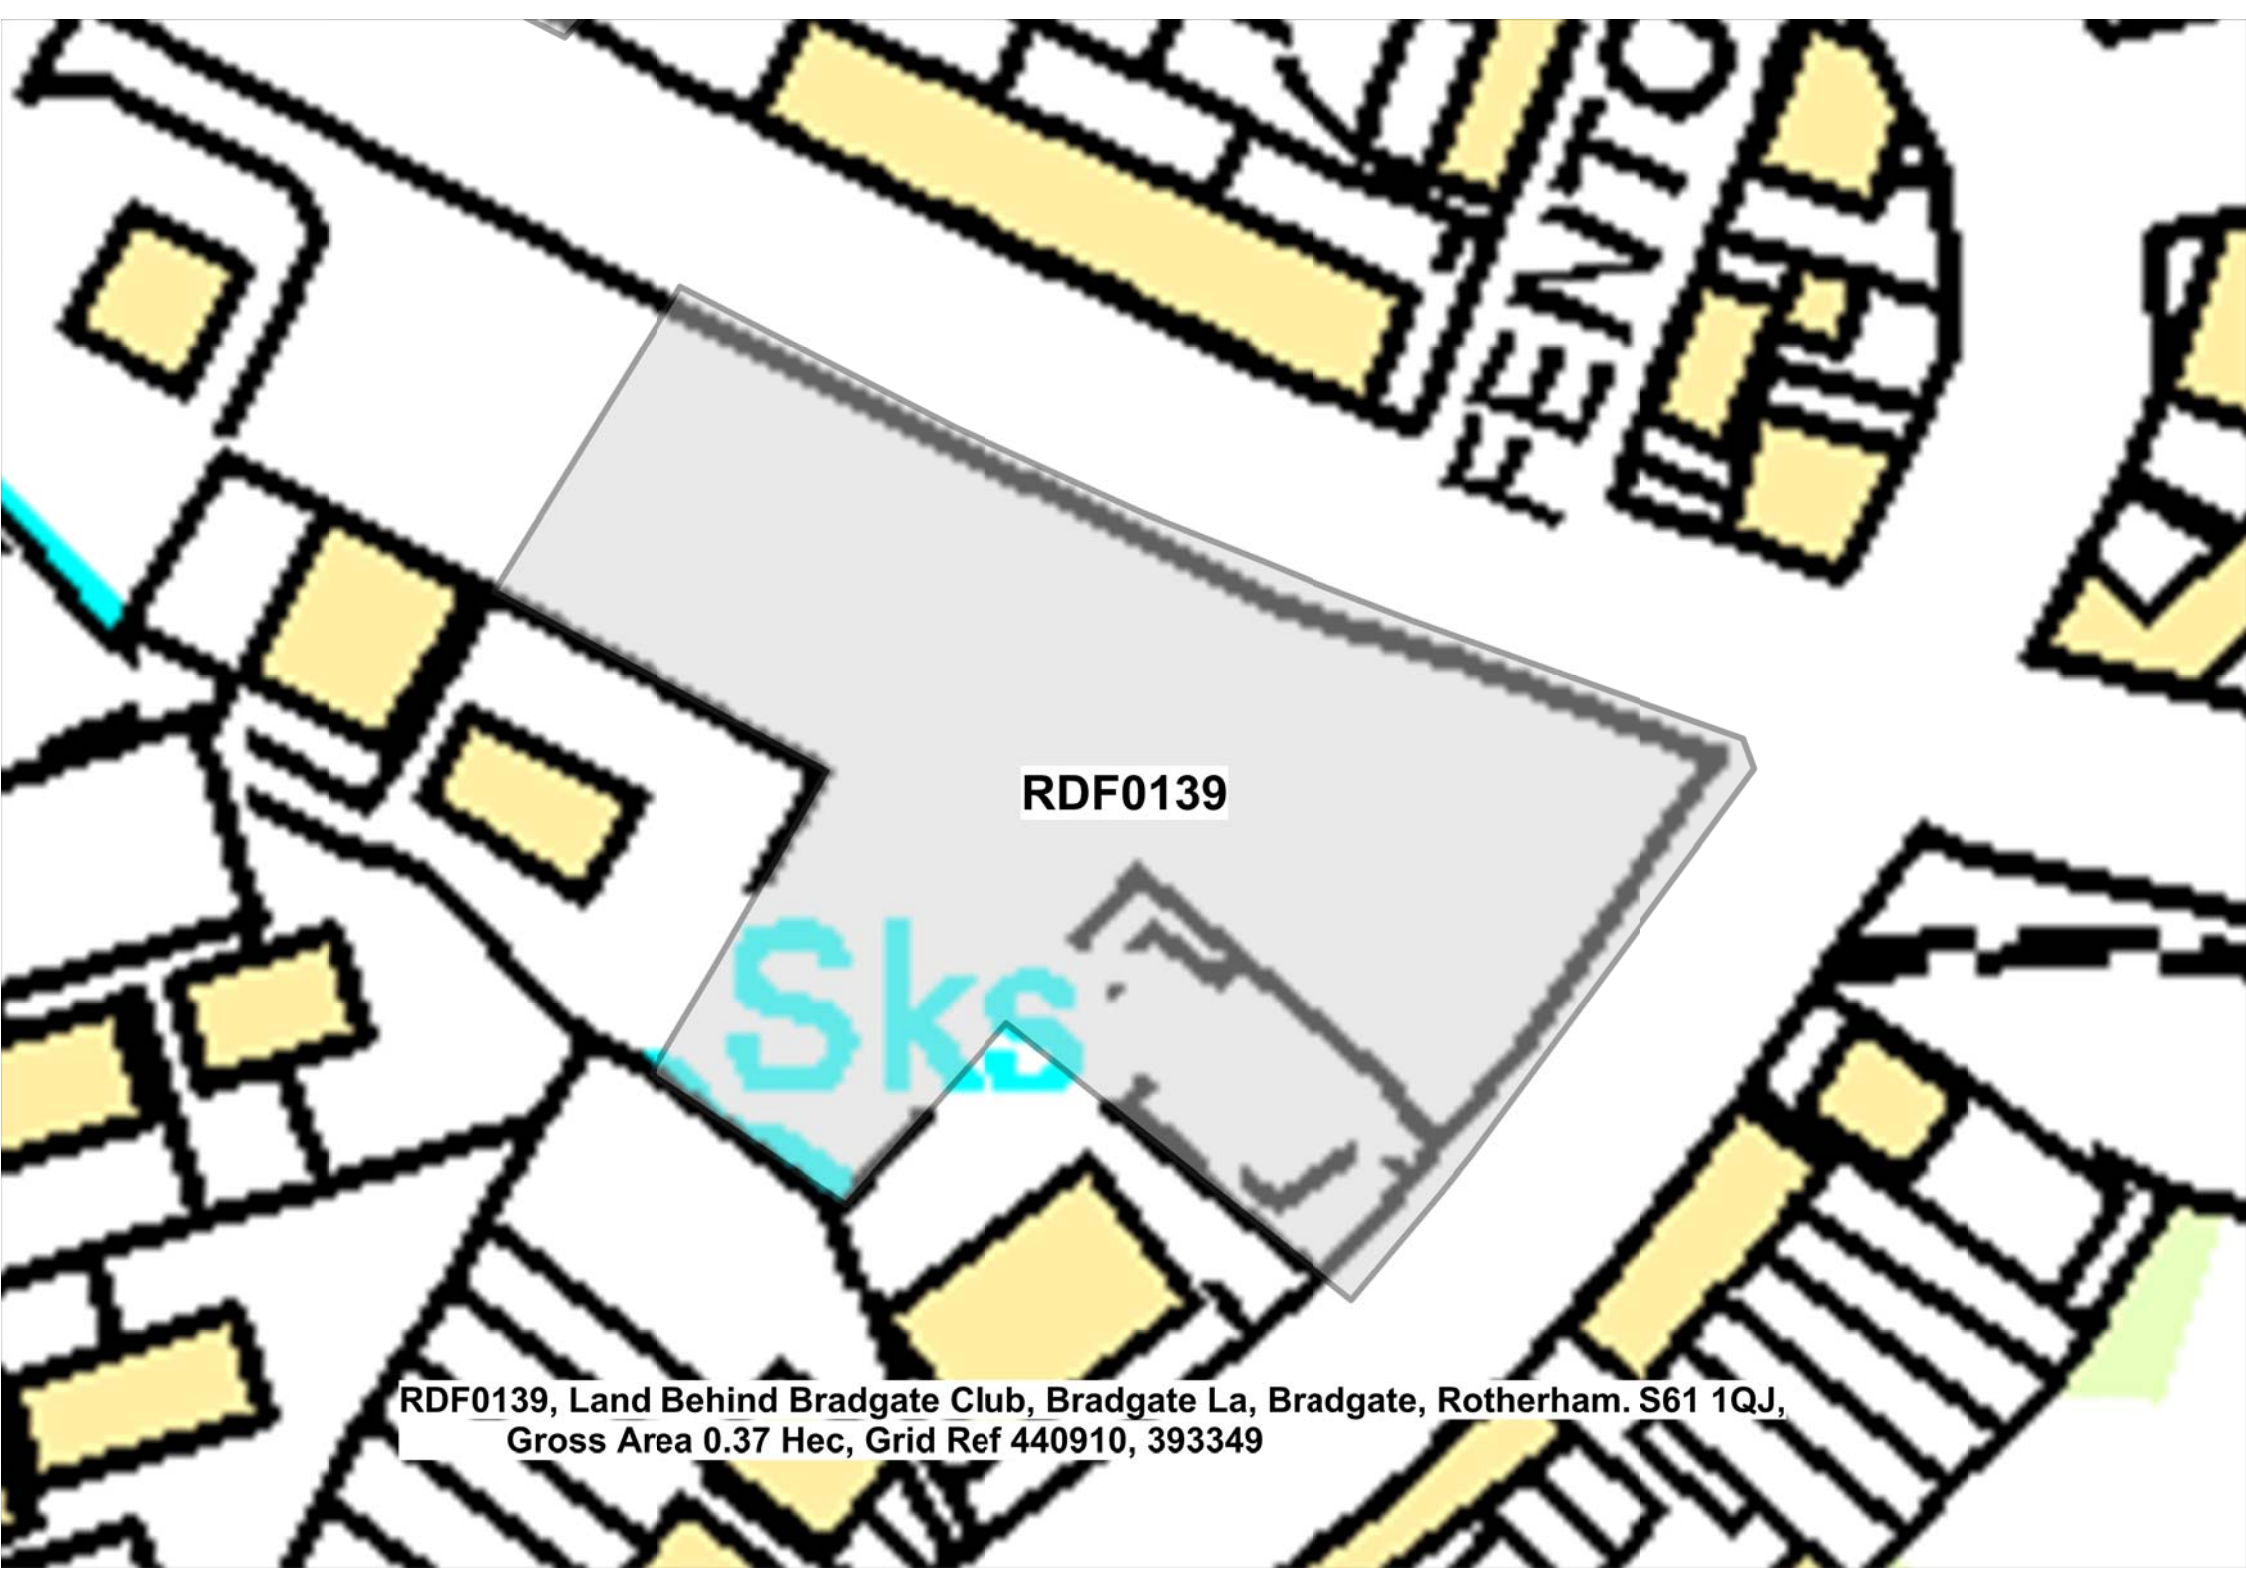 FENTO
RDF0139
Sks
RDF0139, Land Behind Bradgate Club, Bradgate La, Bradgate, Rotherham. S61 1QJ,
Gross Area 0.37 Hec, Grid Ref 440910, 393349